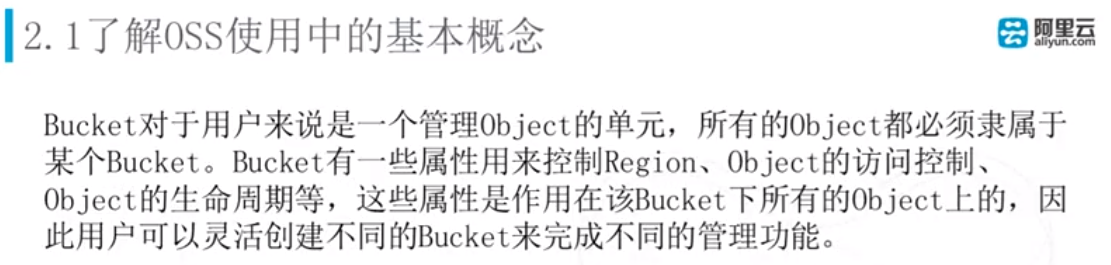 2.1了解OSS使用中的基本概念
阿里云
aliyun.com
Bucket对于用户来说是一个管理Object的单元，所有的Object都必须隶属于
某个Bucket。Bucket有一些属性用来控制Region、Object的访问控制、
Object的生命周期等，这些属性是作用在该Bucket下所有的Object上的，因
此用户可以灵活创建不同的Bucket来完成不同的管理功能。